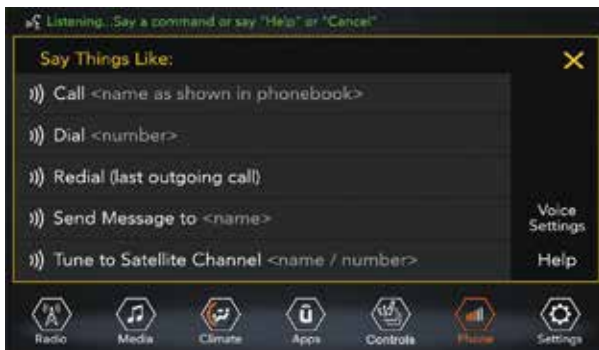 Listening...Say a command or say "Help" or "Cancel"
Say Things Like:
Call <name as shown in phonebook>
Dial <number>
Redial (last outgoing call)
Send Message to <name>
Tune to Satellite Channel <name / number>
Voice
Settings
Help
Radio
Media
Climate
Apps
Controls
Phone
Settings